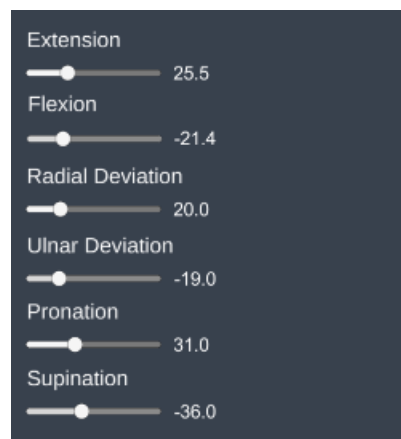 Extension
25.5
Flexion
-21.4
Radial Deviation
20.0
Ulnar Deviation
-19.0
Pronation
31.0
Supination
-36.0